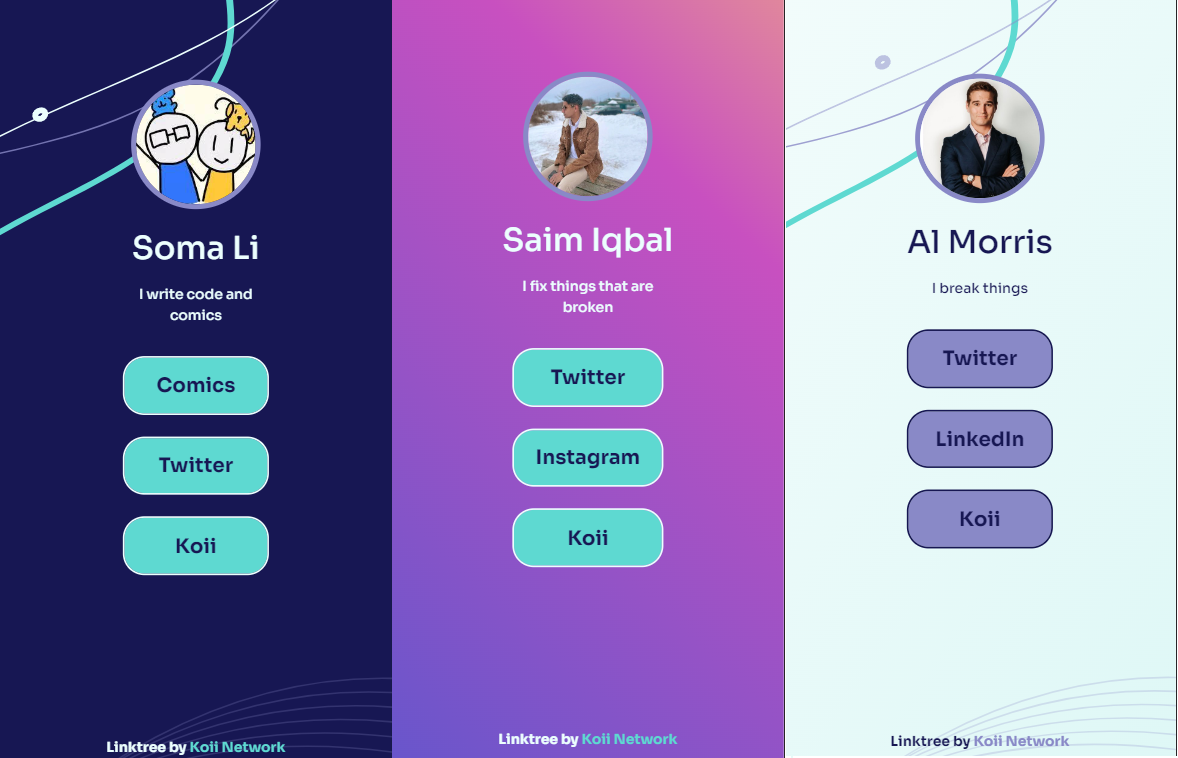 Soma Li
I write code and
comics
Comics
Twitter
Koii
Linktree by Koii Network
Saim Iqbal
I fix things that are
broken
Twitter
Instagram
Koii
Linktree by Koii Network
Al Morris
I break things
Twitter
LinkedIn
Koii
Linktree by Koii Network